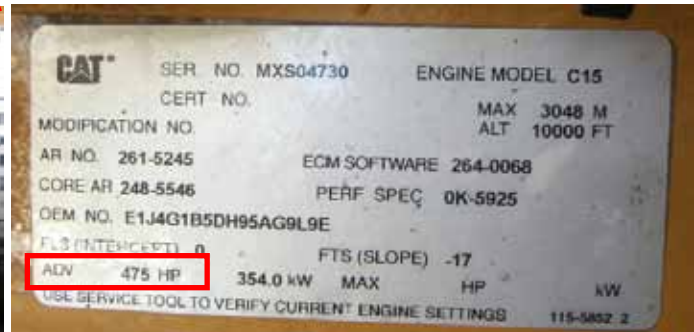 CAT SER NO. MXS04730 ENGINE MODEL C15
CERT NO. MAX 3048 M
MODIFICATION NO. ALT 10000 FT
AR NO. 261-5245 ECM SOFTWARE 264-0068
CORE AR 248-5546 PERF SPEC 0K-5925
OEM NO. E1J4G1B5DH95AG9L9E
FLS (INTERCEPT) 0 FTS (SLOPE) -17
ADV 475 HP 354.0 kW MAX HP kW
USE SERVICE TOOL TO VERIFY CURRENT ENGINE SETTINGS 115-5852 2